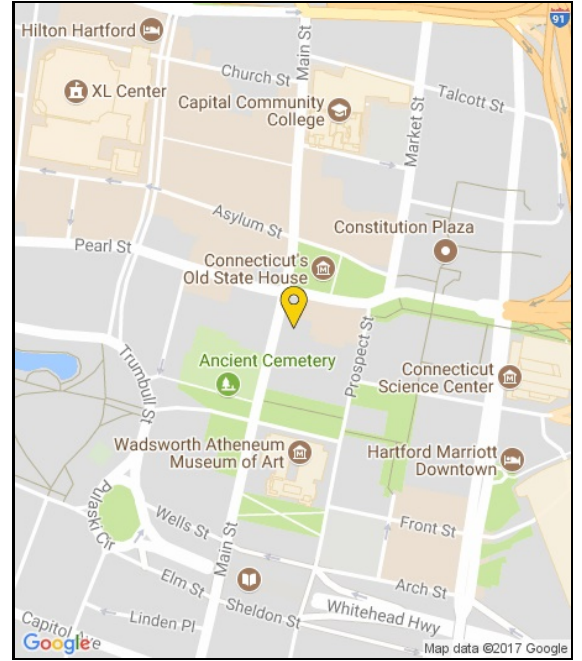 91
Hilton Hartford
Main St
Church St
XL Center
Talcott St
Capital Community
College
Market St
Asylum St
Constitution Plaza
Pearl St
Connecticut's
Old State House
Prospect St
Ancient Cemetery
Trumbull St
Connecticut
Science Center
Wadsworth Atheneum
Museum of Art
Hartford Marriott
Downtown
Pulaski Cir
Wells St
Front St
Main St
Elm St
Arch St
Sheldon St
Whitehead Hwy
Linden Pl
Capitol Ave
Google
Map data ©2017 Google